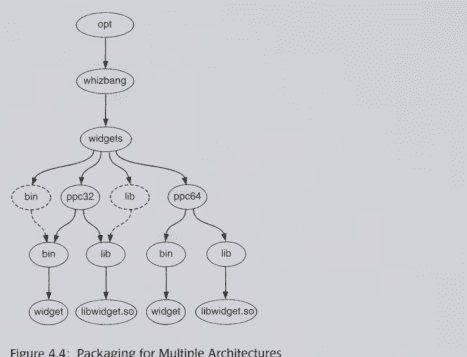 opt
whizbang
widgets
bin ppc32 lib ppc64
bin lib bin lib
widget libwidget.so widget libwidget.so
Figure 4.4: Packaging for Multiple Architectures